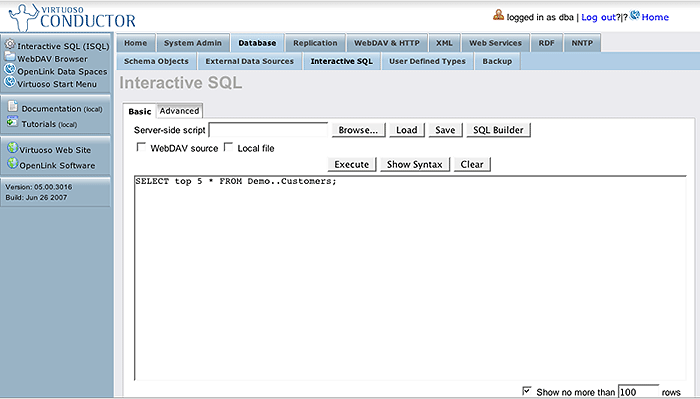 VIRTUOSO
CONDUCTOR
logged in as dba | Log out?|? Home
Interactive SQL (ISQL)
WebDAV Browser
OpenLink Data Spaces
Virtuoso Start Menu
Documentation (local)
Tutorials (local)
Virtuoso Web Site
OpenLink Software
Version: 05.00.3016
Build: Jun 26 2007
Home System Admin Database Replication WebDAV & HTTP XML Web Services RDF NNTP
Schema Objects External Data Sources Interactive SQL User Defined Types Backup
Interactive SQL
Basic Advanced
Server-side script Browse... Load Save SQL Builder
WebDAV source Local file
Execute Show Syntax Clear
SELECT top 5 * FROM Demo..Customers;
Show no more than 100 rows